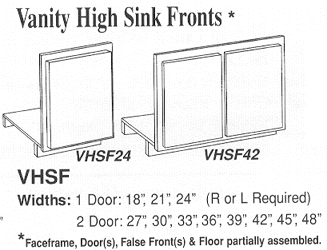 Vanity High Sink Fronts *
VHSF24 VHSF42
VHSF
Widths: 1 Door: 18", 21", 24" (R or L Required)
2 Door: 27", 30", 33", 36", 39", 42", 45", 48"
*Faceframe, Door(s), False Front(s) & Floor partially assembled.